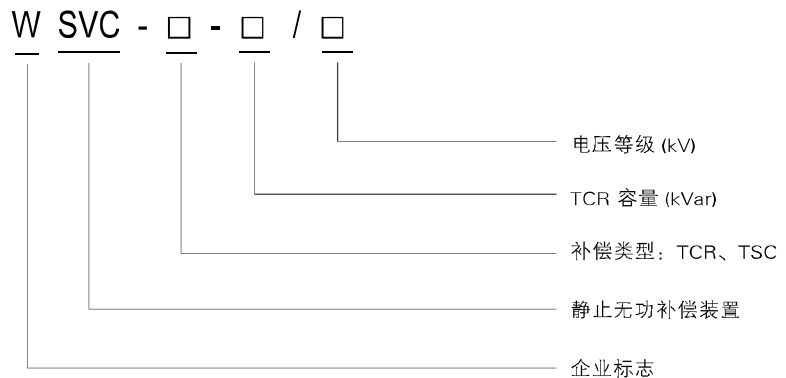 W SVC - □ - □ / □
电压等级 (kV)
TCR 容量 (kVar)
补偿类型：TCR、TSC
静止无功补偿装置
企业标志